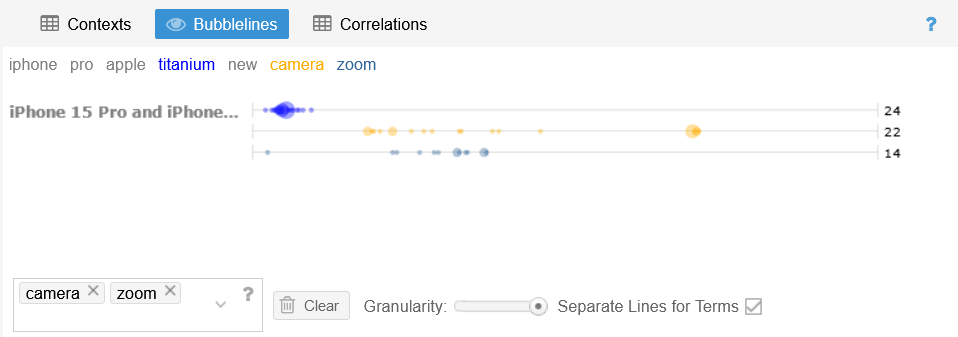 Contexts Bubblelines Correlations ?
iphone pro apple titanium new camera zoom
iPhone 15 Pro and iPhone... 24
22
14
camera zoom ? Clear Granularity: Separate Lines for Terms